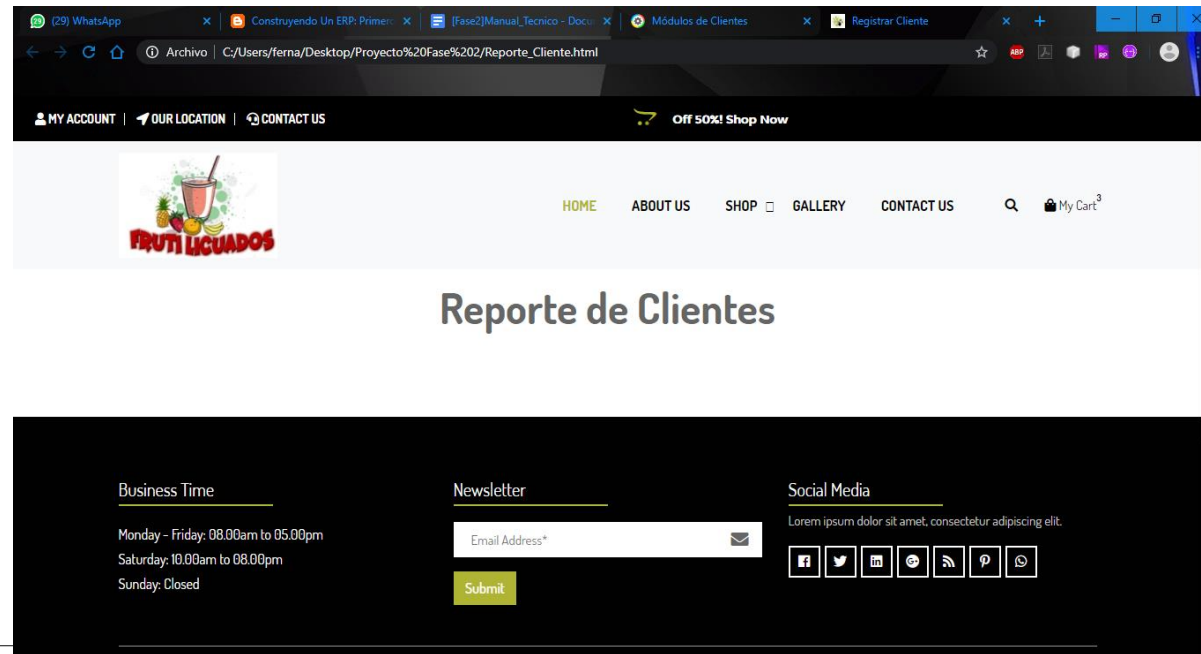 (29) WhatsApp
Construyendo Un ERP: Primero
[Fase2]Manual_Tecnico - Docum
Módulos de Clientes
Registrar Cliente
Archivo | C:/Users/ferna/Desktop/Proyecto%20Fase%202/Reporte_Cliente.html
ABP
MY ACCOUNT | OUR LOCATION | CONTACT US
Off 50%! Shop Now
FRUTI LICUADOS
HOME ABOUT US SHOP GALLERY CONTACT US My Cart 3
Reporte de Clientes
Business Time
Monday - Friday: 08.00am to 05.00pm
Saturday: 10.00am to 08.00pm
Sunday: Closed
Newsletter
Email Address*
Submit
Social Media
Lorem ipsum dolor sit amet, consectetur adipiscing elit.